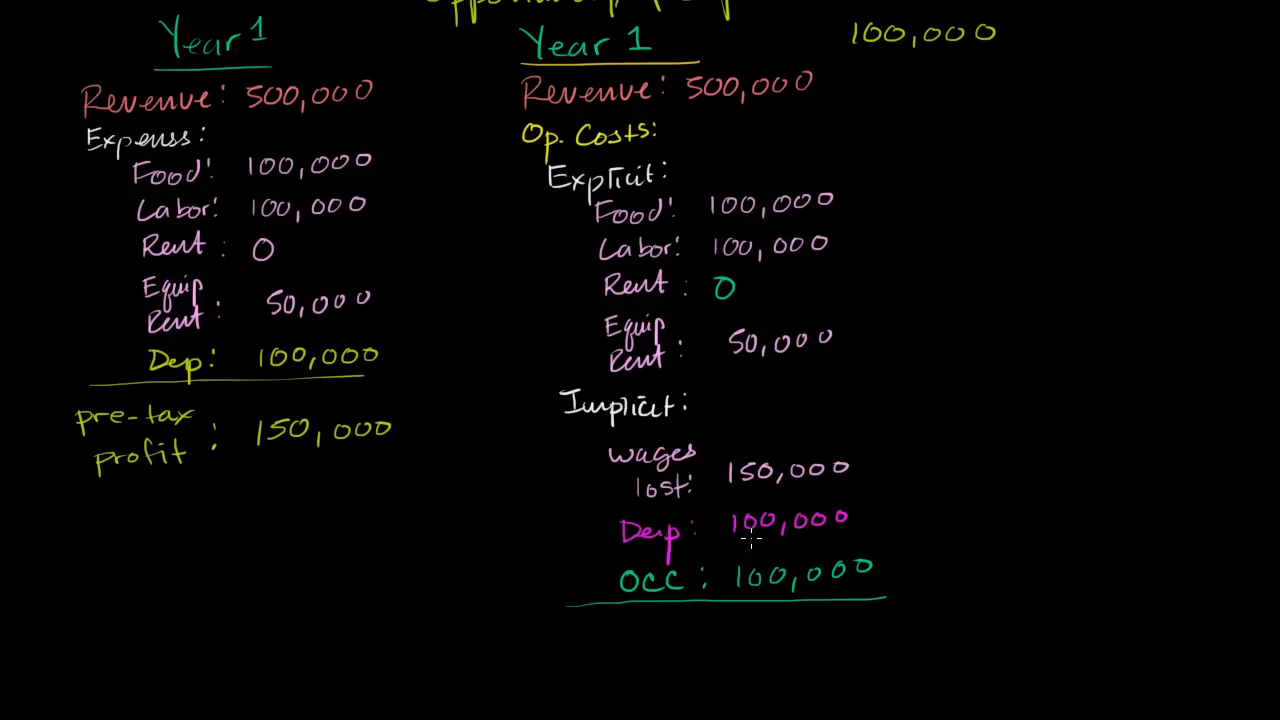 Year 1
Revenue: 500,000
Expenses:
Food: 100,000
Labor: 100,000
Rent: 0
Equip
Rent: 50,000
Dep: 100,000
pre-tax
profit: 150,000
Year 1
Revenue: 500,000
Op. Costs:
Explicit:
Food: 100,000
Labor: 100,000
Rent: 0
Equip
Rent: 50,000
Implicit:
wages
lost: 150,000
Dep: 100,000
OCC: 100,000
100,000